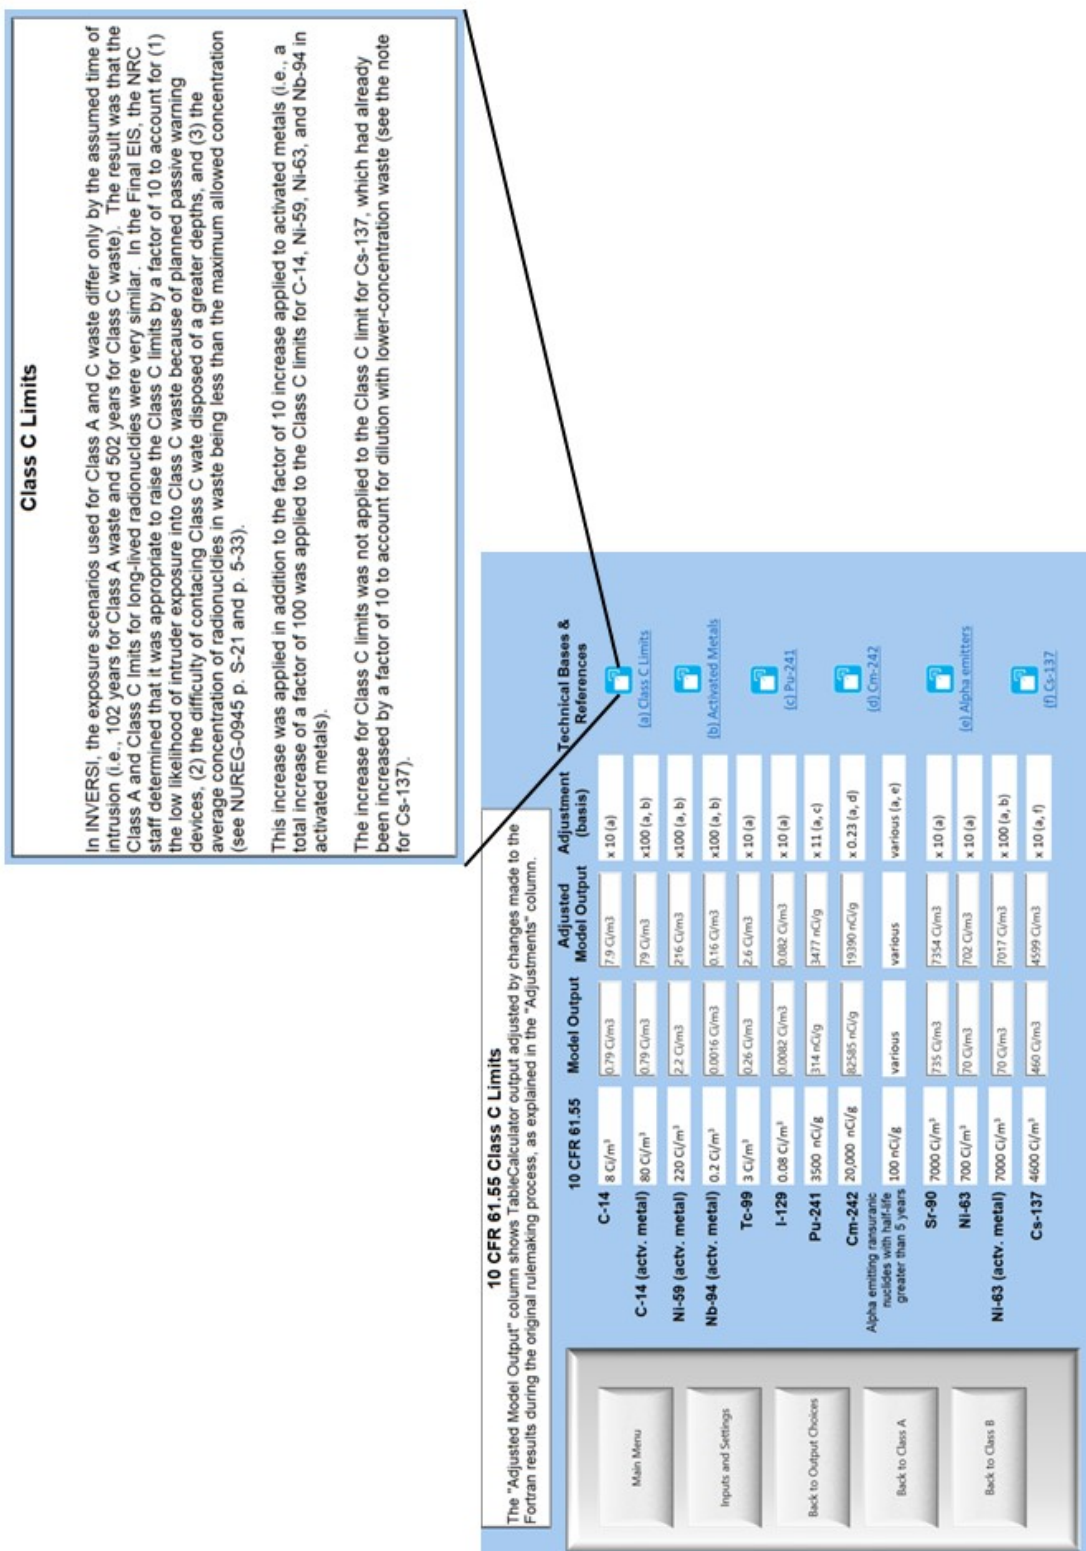 Class C Limits
In INVERSI, the exposure scenarios used for Class A and C waste differ only by the assumed time of
intrusion (i.e., 102 years for Class A waste and 502 years for Class C waste).  The result was that the
Class A and Class C lmits for long-lived radionucldies were very similar.  In the Final EIS, the NRC
staff determined that it was appropriate to raise the Class C limits by a factor of 10 to account for (1)
the low likelihood of intruder exposure into Class C waste because of planned passive warning
devices, (2) the difficulty of contacing Class C wate disposed of a greater depths, and (3) the
average concentration of radionucldies in waste being less than the maximum allowed concentration
(see NUREG-0945 p. S-21 and p. 5-33).
This increase was applied in addition to the factor of 10 increase applied to activated metals (i.e., a
total increase of a factor of 100 was applied to the Class C limits for C-14, Ni-59, Ni-63, and Nb-94 in
activated metals).
The increase for Class C limits was not applied to the Class C limit for Cs-137, which had already
been increased by a factor of 10 to account for dilution with lower-concentration waste (see the note
for Cs-137).
10 CFR 61.55 Class C Limits
The "Adjusted Model Output" column shows TableCalculator output adjusted by changes made to the
Fortran results during the original rulemaking process, as explained in the "Adjustments" column.
10 CFR 61.55 Model Output Adjusted Model Output Adjustment (basis) Technical Bases & References
C-14 8 Ci/m³ 0.79 Ci/m3 7.9 Ci/m3 x 10 (a)
(a) Class C Limits
C-14 (actv. metal) 80 Ci/m³ 0.79 Ci/m3 79 Ci/m3 x100 (a, b)
Ni-59 (actv. metal) 220 Ci/m³ 2.2 Ci/m3 216 Ci/m3 x100 (a, b)
(b) Activated Metals
Nb-94 (actv. metal) 0.2 Ci/m³ 0.0016 Ci/m3 0.16 Ci/m3 x100 (a, b)
Tc-99 3 Ci/m³ 0.26 Ci/m3 2.6 Ci/m3 x 10 (a)
I-129 0.08 Ci/m³ 0.0082 Ci/m3 0.082 Ci/m3 x 10 (a)
(c) Pu-241
Pu-241 3500 nCi/g 314 nCi/g 3477 nCi/g x 11 (a, c)
Cm-242 20,000 nCi/g 82585 nCi/g 19390 nCi/g x 0.23 (a, d)
(d) Cm-242
Alpha emitting ransuranic
nuclides with half-life
greater than 5 years
100 nCi/g various various various (a, e)
Sr-90 7000 Ci/m³ 735 Ci/m3 7354 Ci/m3 x 10 (a)
(e) Alpha emitters
Ni-63 700 Ci/m³ 70 Ci/m3 702 Ci/m3 x 10 (a)
Ni-63 (actv. metal) 7000 Ci/m³ 70 Ci/m3 7017 Ci/m3 x 100 (a, b)
Cs-137 4600 Ci/m³ 460 Ci/m3 4599 Ci/m3 x 10 (a, f)
(f) Cs-137
Main Menu
Inputs and Settings
Back to Output Choices
Back to Class A
Back to Class B